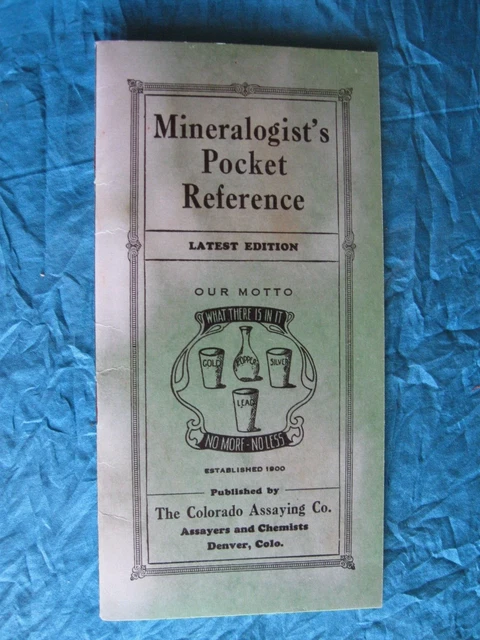 Mineralogist's
Pocket
Reference
LATEST EDITION
OUR MOTTO
WHAT THERE IS IN IT
GOLD
COPPER
SILVER
LEAD
NO MORE - NO LESS
ESTABLISHED 1900
Published by
The Colorado Assaying Co.
Assayers and Chemists
Denver, Colo.